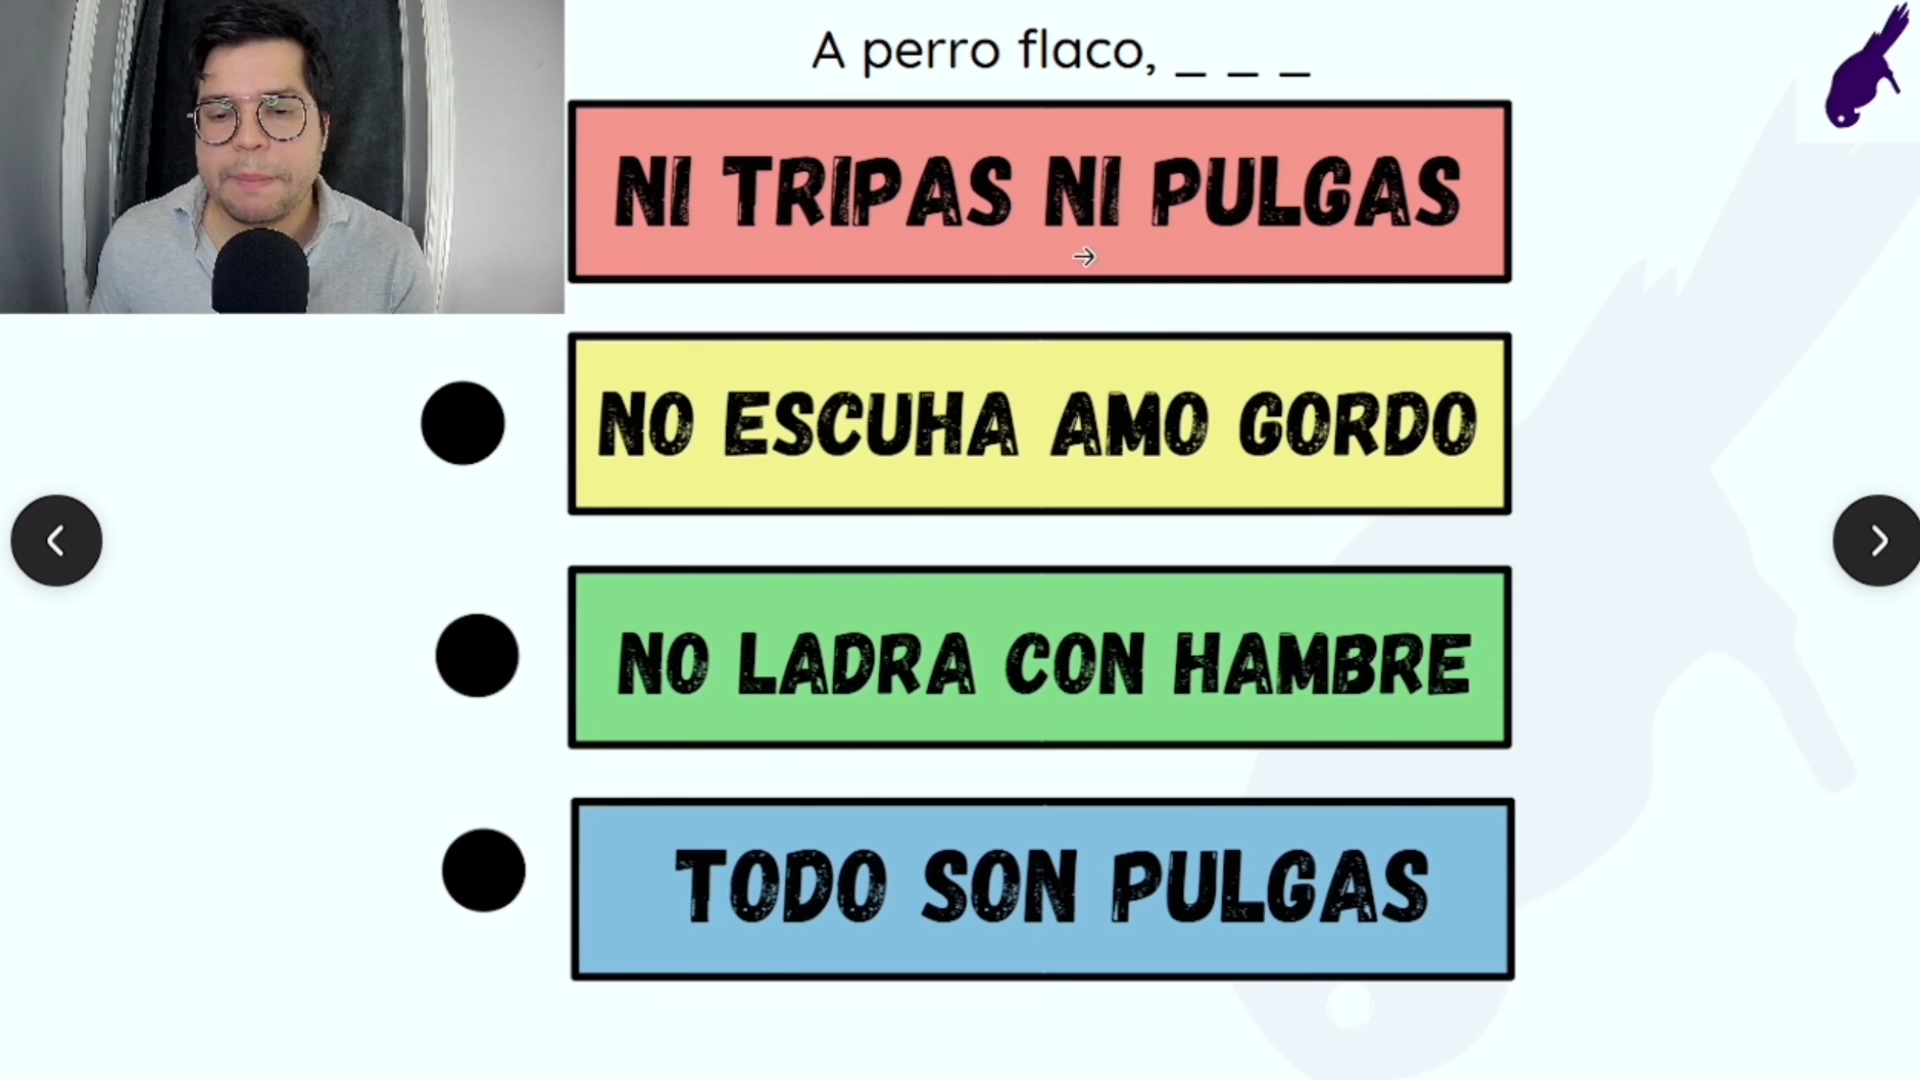 A perro flaco, _ _ _
NI TRIPAS NI PULGAS
NO ESCUHA AMO GORDO
NO LADRA CON HAMBRE
TODO SON PULGAS